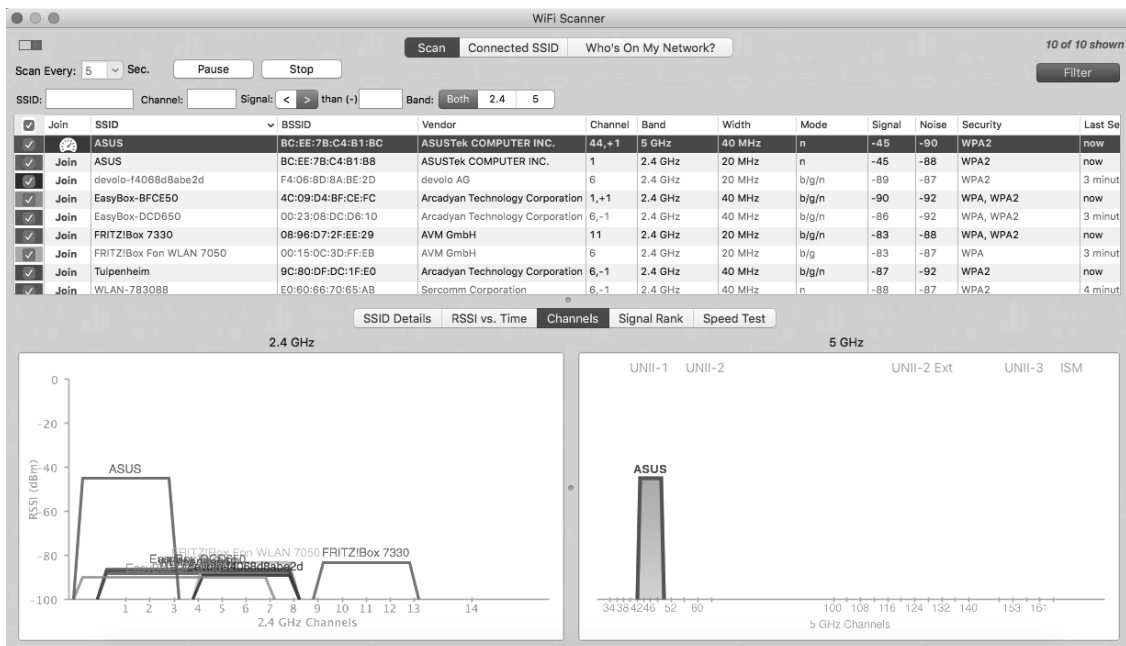 WiFi Scanner
Scan Connected SSID Who's On My Network? 10 of 10 shown
Scan Every: 5 Sec. Pause Stop Filter
SSID: Channel: Signal: < > than (-) Band: Both 2.4 5
Join SSID BSSID Vendor Channel Band Width Mode Signal Noise Security Last Se
ASUS BC:EE:7B:C4:B1:BC ASUSTek COMPUTER INC. 44,+1 5 GHz 40 MHz n -45 -90 WPA2 now
Join ASUS BC:EE:7B:C4:B1:B8 ASUSTek COMPUTER INC. 1 2.4 GHz 20 MHz n -45 -88 WPA2 now
Join devolo-f4068d8abe2d F4:06:8D:8A:BE:2D devolo AG 6 2.4 GHz 20 MHz b/g/n -89 -87 WPA2 3 minut
Join EasyBox-BFCE50 4C:09:D4:BF:CE:FC Arcadyan Technology Corporation 1,+1 2.4 GHz 40 MHz b/g/n -90 -92 WPA, WPA2 now
Join EasyBox-DCD650 00:23:08:DC:D6:10 Arcadyan Technology Corporation 6,-1 2.4 GHz 40 MHz b/g/n -86 -92 WPA, WPA2 3 minut
Join FRITZ!Box 7330 08:96:D7:2F:EE:29 AVM GmbH 11 2.4 GHz 20 MHz b/g/n -83 -88 WPA, WPA2 now
Join FRITZ!Box Fon WLAN 7050 00:15:0C:3D:FF:EB AVM GmbH 6 2.4 GHz 20 MHz b/g -83 -87 WPA 3 minut
Join Tulpenheim 9C:80:DF:DC:1F:E0 Arcadyan Technology Corporation 6,-1 2.4 GHz 40 MHz b/g/n -87 -92 WPA2 now
Join WLAN-783088 E0:60:66:70:65:AB Sercomm Corporation 6,-1 2.4 GHz 40 MHz n -88 -87 WPA2 4 minut
SSID Details RSSI vs. Time Channels Signal Rank Speed Test
2.4 GHz
0
-20
-40
-60
-80
-100
RSSI (dBm)
ASUS
FRITZ!Box Fon WLAN 7050 FRITZ!Box 7330
EasyBox-DCD650
1 2 3 4 5 6 7 8 9 10 11 12 13 14
2.4 GHz Channels
5 GHz
UNII-1 UNII-2 UNII-2 Ext UNII-3 ISM
ASUS
34 38 42 46 52 60 100 108 116 124 132 140 153 161
5 GHz Channels